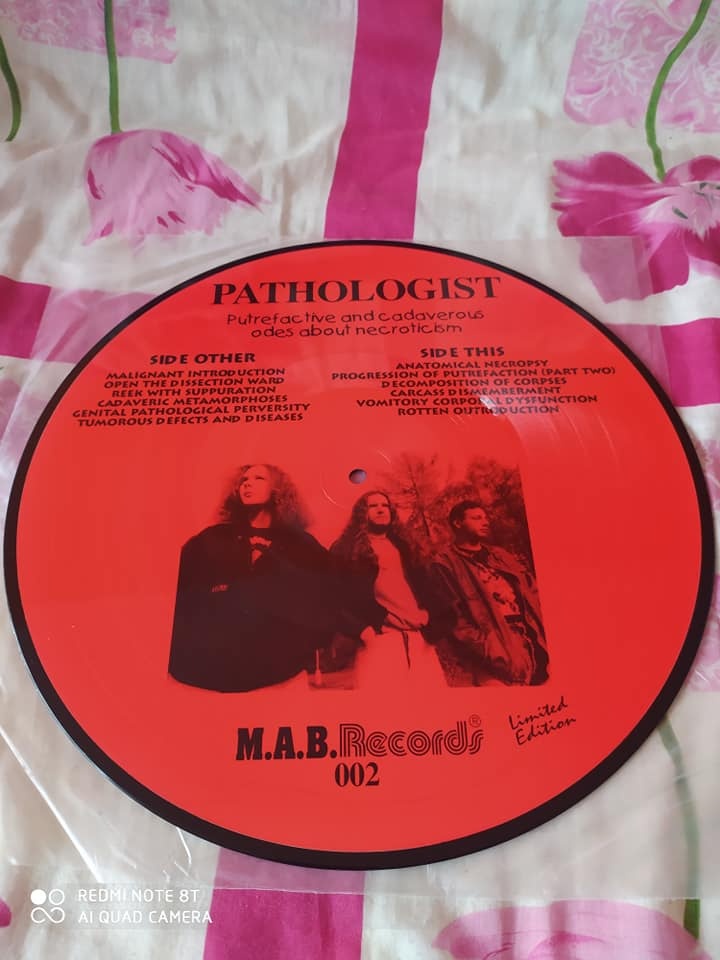 PATHOLOGIST
Putrefactive and cadaverous
odes about necroticism
SIDE OTHER
MALIGNANT INTRODUCTION
OPEN THE DISSECTION WARD
REEK WITH SUPPURATION
CADAVERIC METAMORPHOSES
GENITAL PATHOLOGICAL PERVERSITY
TUMOROUS DEFECTS AND DISEASES
SIDE THIS
ANATOMICAL NECROPSY
PROGRESSION OF PUTREFACTION (PART TWO)
DECOMPOSITION OF CORPSES
CARCASS DISMEMBERMENT
VOMITORY CORPORAL DYSFUNCTION
ROTTEN OUTRODUCTION
M.A.B. Records®
002
Limited
Edition
REDMI NOTE 8T
AI QUAD CAMERA